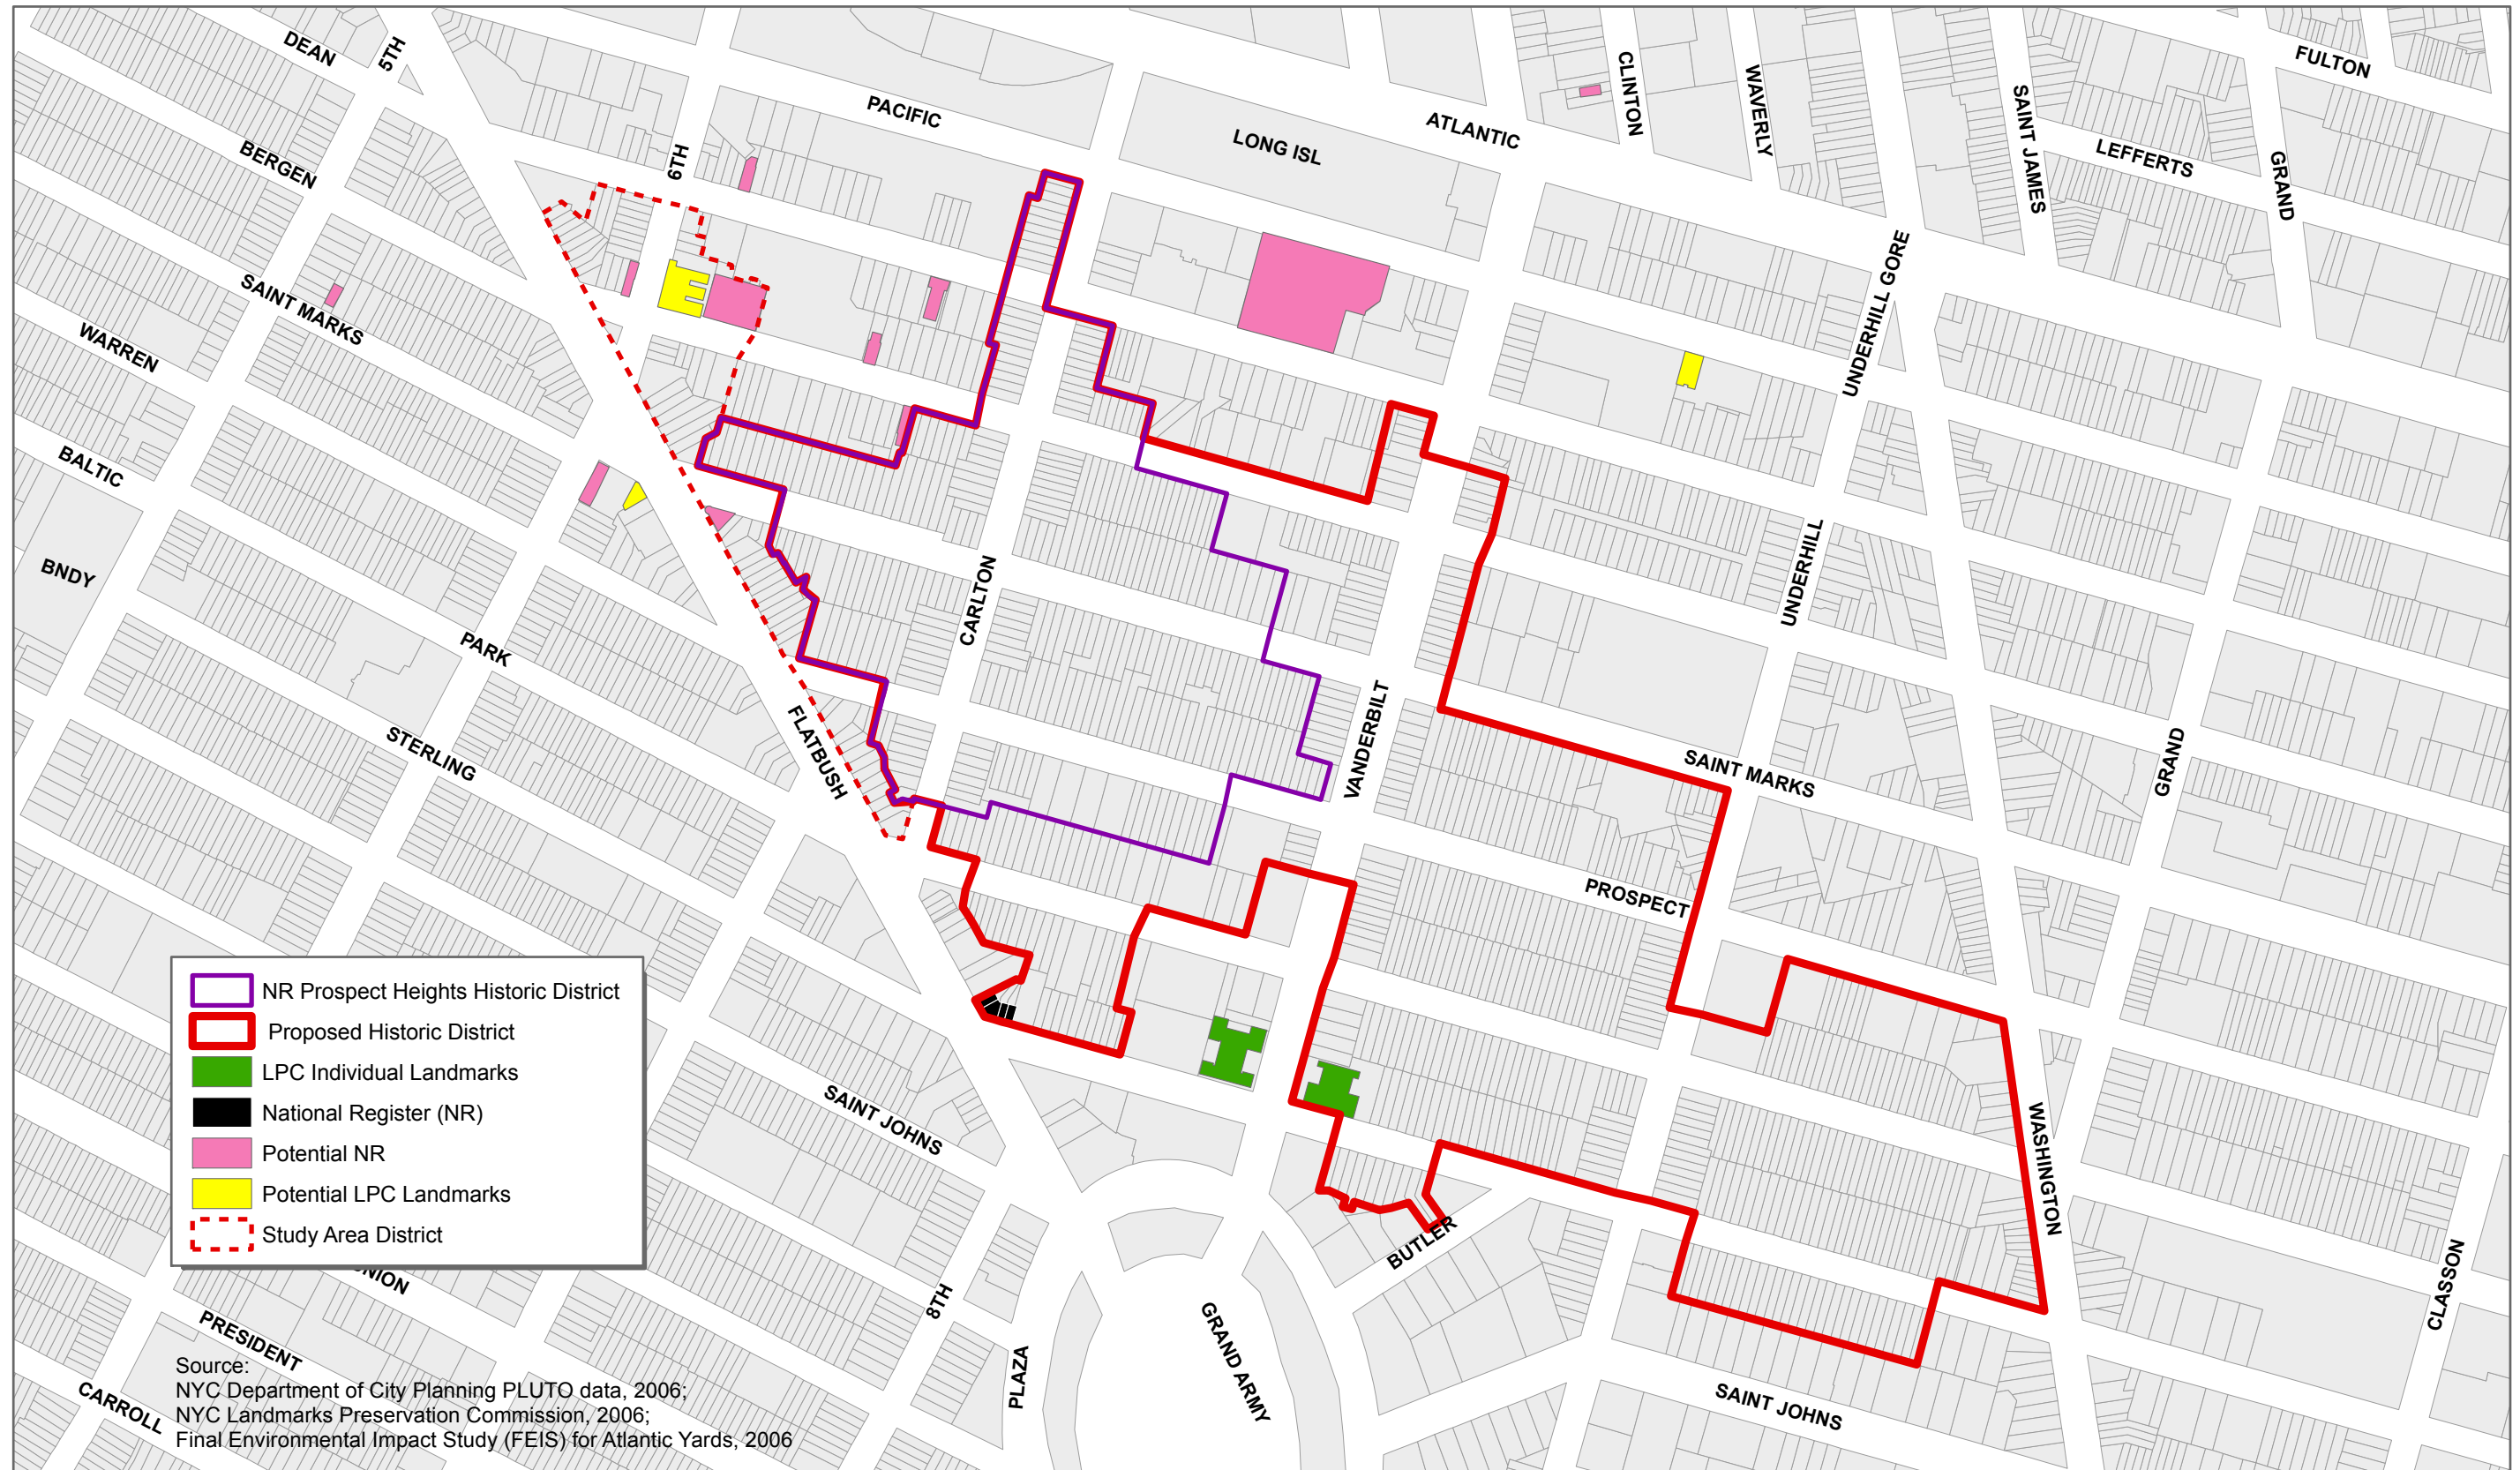 DEAN
5TH
FULTON
CLINTON
WAVERLY
SAINT JAMES
PACIFIC
ATLANTIC
LONG ISL
LEFFERTS
GRAND
BERGEN
6TH
SAINT MARKS
WARREN
UNDERHILL GORE
BALTIC
BNDY
CARLTON
UNDERHILL
PARK
STERLING
FLATBUSH
VANDERBILT
SAINT MARKS
GRAND
PROSPECT
NR Prospect Heights Historic District
Proposed Historic District
LPC Individual Landmarks
National Register (NR)
Potential NR
Potential LPC Landmarks
Study Area District
SAINT JOHNS
WASHINGTON
BUTLER
NION
8TH
GRAND ARMY
CLASSON
PRESIDENT
PLAZA
CARROLL
SAINT JOHNS
Source:
NYC Department of City Planning PLUTO data, 2006;
NYC Landmarks Preservation Commission, 2006;
Final Environmental Impact Study (FEIS) for Atlantic Yards, 2006